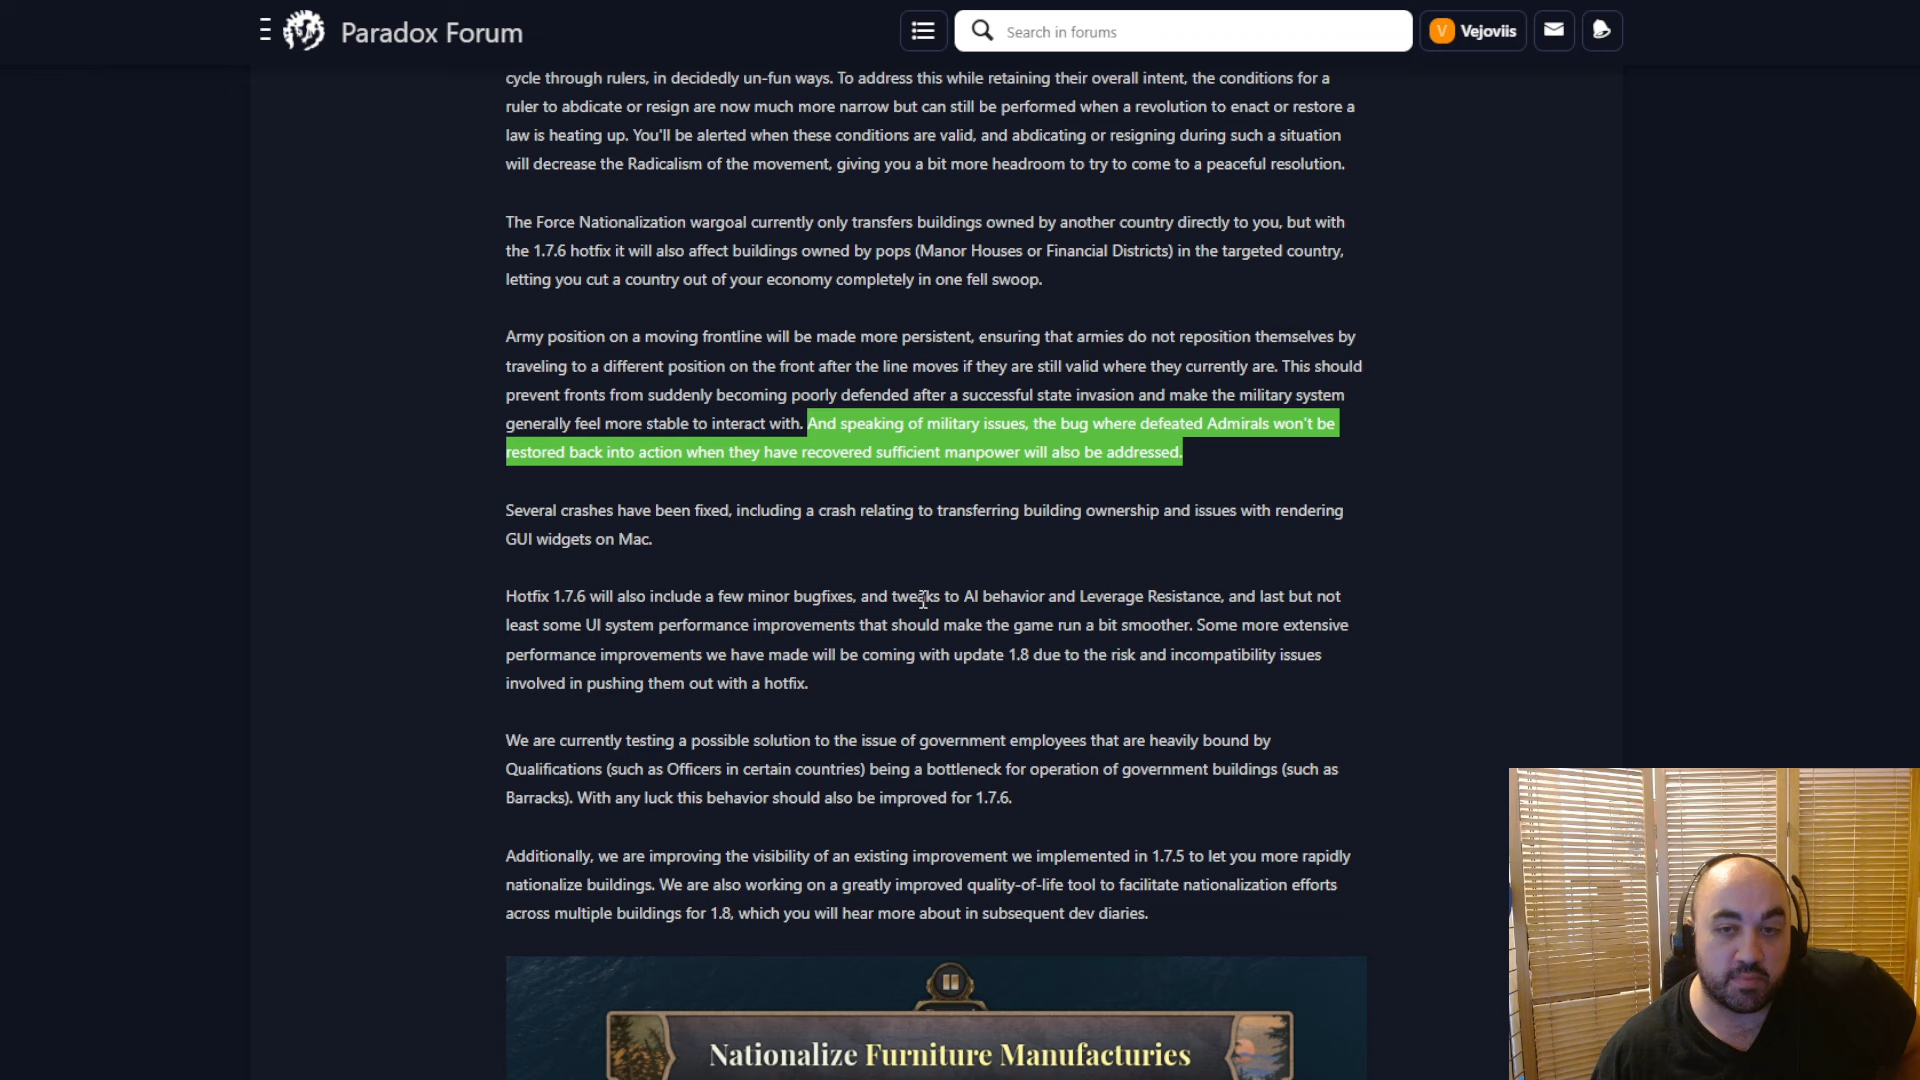 Paradox Forum
Search in forums
V
Vejoviis
cycle through rulers, in decidedly un-fun ways. To address this while retaining their overall intent, the conditions for a
ruler to abdicate or resign are now much more narrow but can still be performed when a revolution to enact or restore a
law is heating up. You'll be alerted when these conditions are valid, and abdicating or resigning during such a situation
will decrease the Radicalism of the movement, giving you a bit more headroom to try to come to a peaceful resolution.
The Force Nationalization wargoal currently only transfers buildings owned by another country directly to you, but with
the 1.7.6 hotfix it will also affect buildings owned by pops (Manor Houses or Financial Districts) in the targeted country,
letting you cut a country out of your economy completely in one fell swoop.
Army position on a moving frontline will be made more persistent, ensuring that armies do not reposition themselves by
traveling to a different position on the front after the line moves if they are still valid where they currently are. This should
prevent fronts from suddenly becoming poorly defended after a successful state invasion and make the military system
generally feel more stable to interact with. And speaking of military issues, the bug where defeated Admirals won't be
restored back into action when they have recovered sufficient manpower will also be addressed.
Several crashes have been fixed, including a crash relating to transferring building ownership and issues with rendering
GUI widgets on Mac.
Hotfix 1.7.6 will also include a few minor bugfixes, and tweaks to AI behavior and Leverage Resistance, and last but not
least some UI system performance improvements that should make the game run a bit smoother. Some more extensive
performance improvements we have made will be coming with update 1.8 due to the risk and incompatibility issues
involved in pushing them out with a hotfix.
We are currently testing a possible solution to the issue of government employees that are heavily bound by
Qualifications (such as Officers in certain countries) being a bottleneck for operation of government buildings (such as
Barracks). With any luck this behavior should also be improved for 1.7.6.
Additionally, we are improving the visibility of an existing improvement we implemented in 1.7.5 to let you more rapidly
nationalize buildings. We are also working on a greatly improved quality-of-life tool to facilitate nationalization efforts
across multiple buildings for 1.8, which you will hear more about in subsequent dev diaries.
Nationalize Furniture Manufacturies